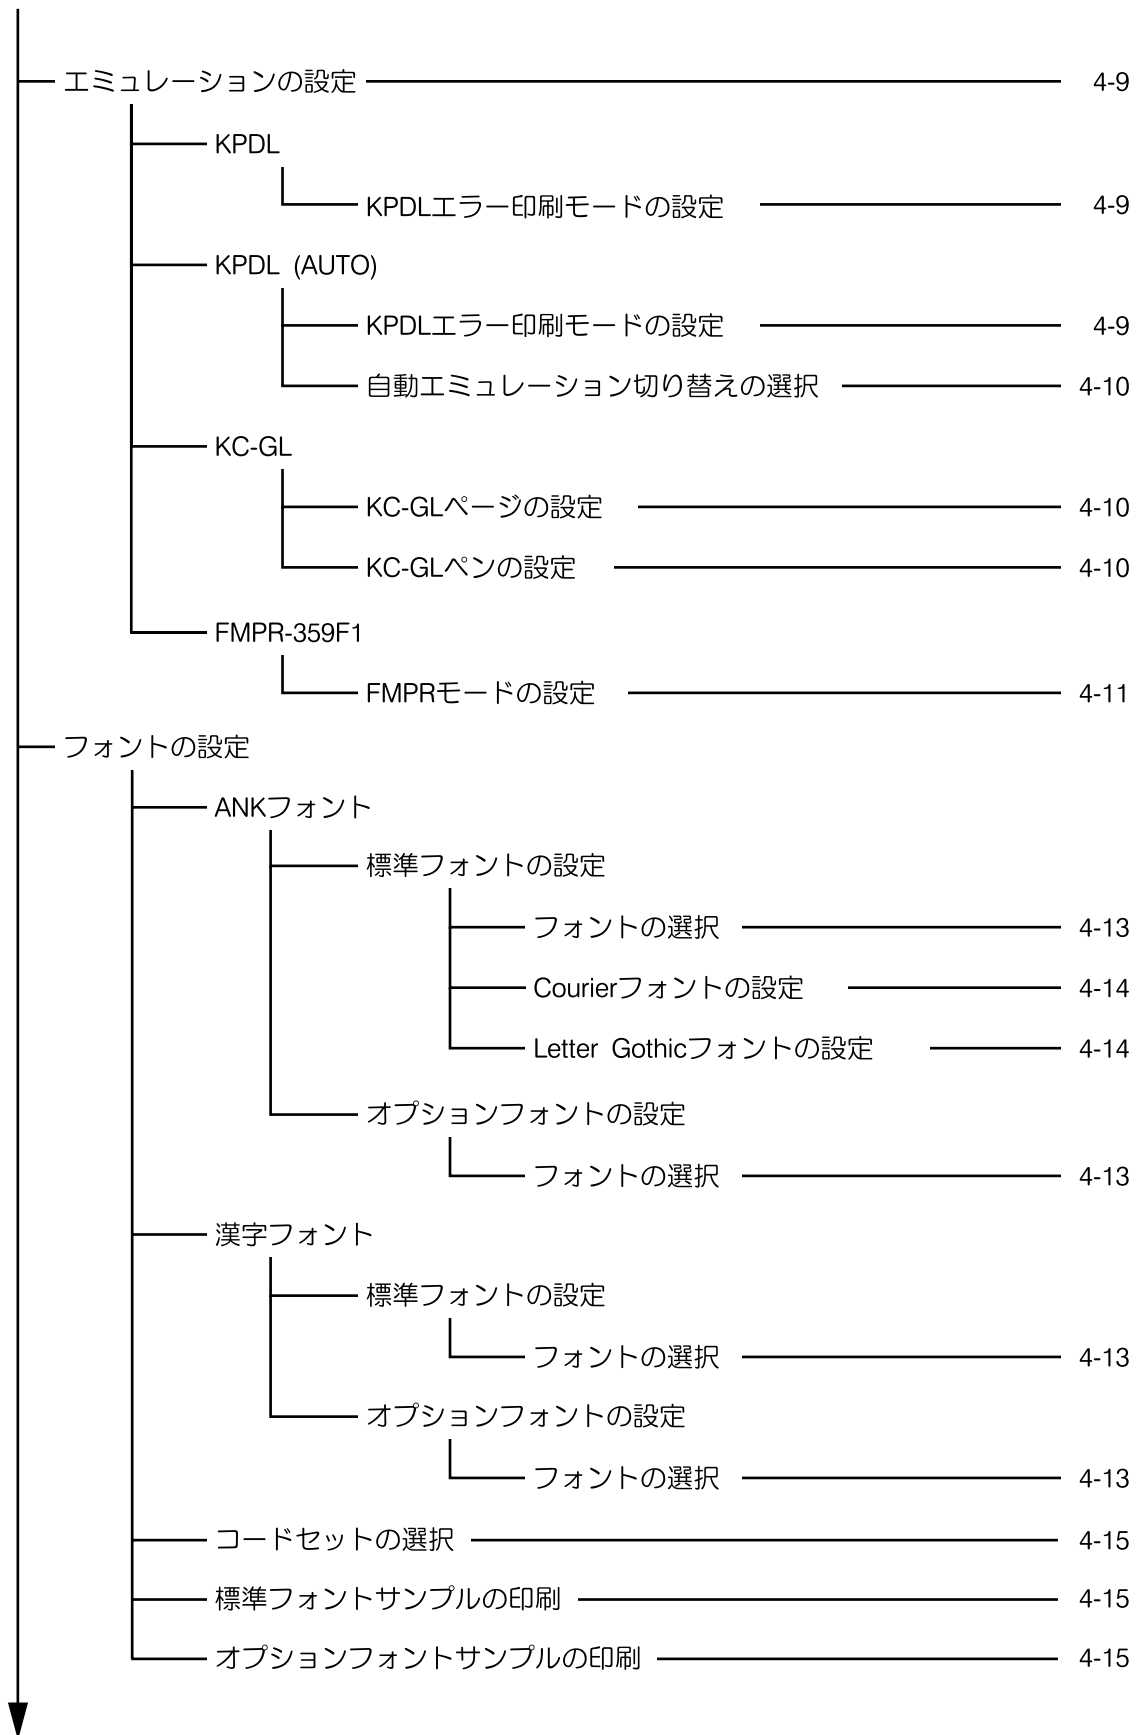 エミュレーションの設定 4-9
KPDL
KPDLエラー印刷モードの設定 4-9
KPDL (AUTO)
KPDLエラー印刷モードの設定 4-9
自動エミュレーション切り替えの選択 4-10
KC-GL
KC-GLページの設定 4-10
KC-GLペンの設定 4-10
FMPR-359F1
FMPRモードの設定 4-11
フォントの設定
ANKフォント
標準フォントの設定
フォントの選択 4-13
Courierフォントの設定 4-14
Letter Gothicフォントの設定 4-14
オプションフォントの設定
フォントの選択 4-13
漢字フォント
標準フォントの設定
フォントの選択 4-13
オプションフォントの設定
フォントの選択 4-13
コードセットの選択 4-15
標準フォントサンプルの印刷 4-15
オプションフォントサンプルの印刷 4-15